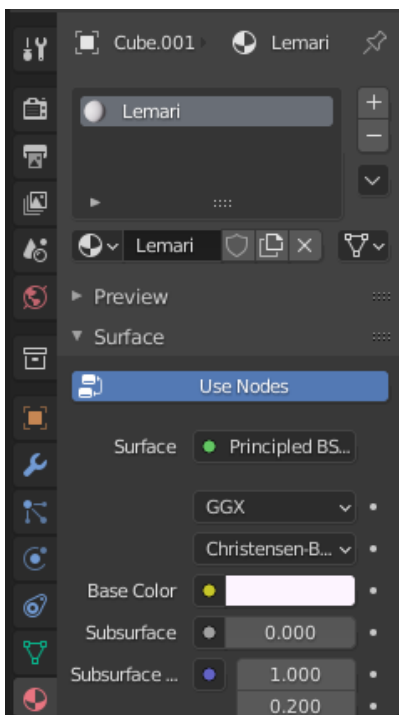 Cube.001 Lemari
Lemari
Lemari
Preview
Surface
Use Nodes
Surface Principled BS...
GGX
Christensen-B...
Base Color
Subsurface 0.000
Subsurface ... 1.000
0.200